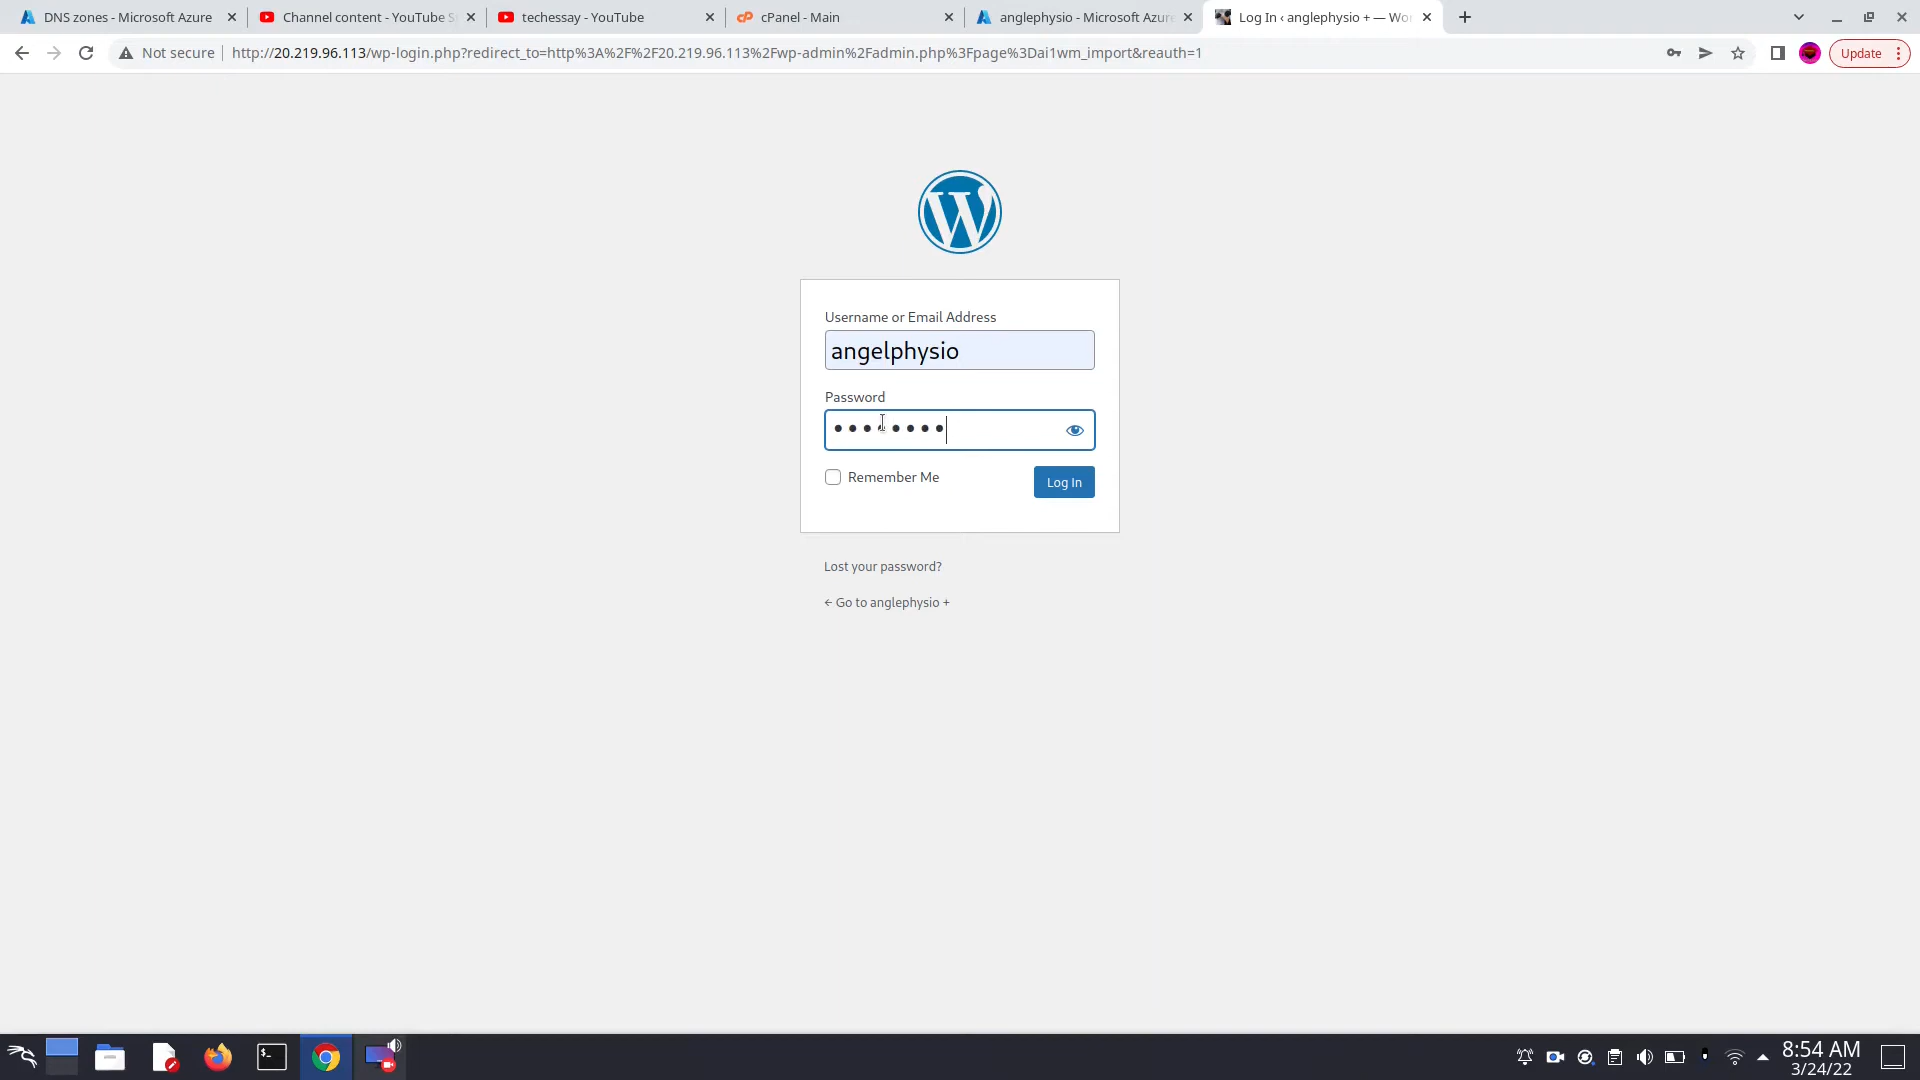 DNS zones - Microsoft Azure
Channel content - YouTube S
techessay - YouTube
cPanel - Main
anglephysio - Microsoft Azure
Log In ‹ anglephysio + — Wor
Not secure
http://20.219.96.113/wp-login.php?redirect_to=http%3A%2F%2F20.219.96.113%2Fwp-admin%2Fadmin.php%3Fpage%3Dai1wm_import&reauth=1
Update
Username or Email Address
angelphysio
Password
Remember Me
Log In
Lost your password?
← Go to anglephysio +
8:54 AM
3/24/22